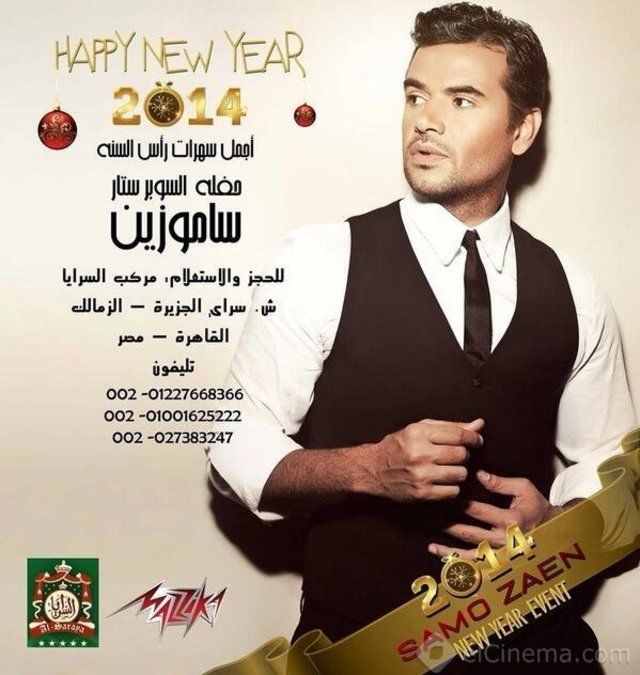 HAPPY NEW YEAR
2014
أجمل سهرات رأس السنه
حفله السوبر ستار
ساموزين
للحجز والاستعلام: مركب السرايا
ش. سراي الجزيرة – الزمالك
القاهرة – مصر
تليفون
002 -01227668366
002 -01001625222
002 -027383247
السرايا
Al-Saraya
MAZZIKA
2014
SAMO ZAEN
NEW YEAR EVENT
elCinema.com